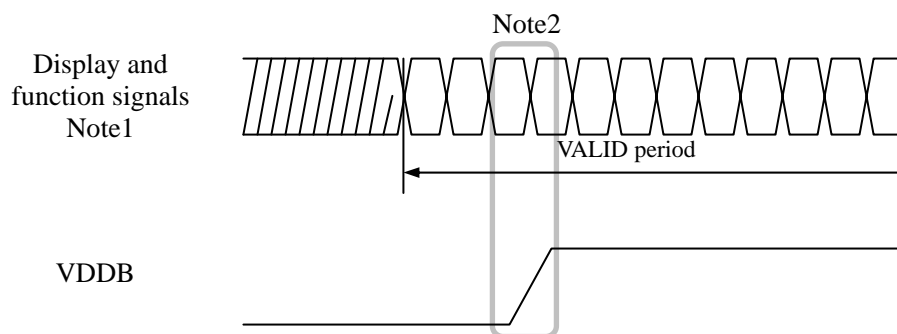 Note2
Display and
function signals
Note1
VALID period
VDDB